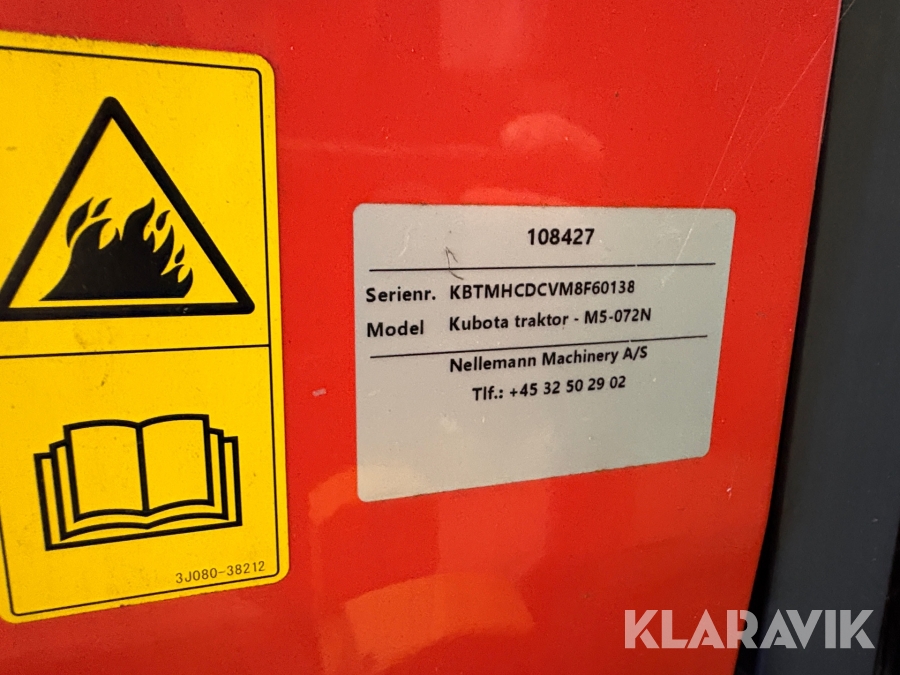 108427
Serienr. KBTMHCDCVM8F60138
Model Kubota traktor - M5-072N
Nellemann Machinery A/S
Tlf.: +45 32 50 29 02
3J080-38212
KLARAVIK